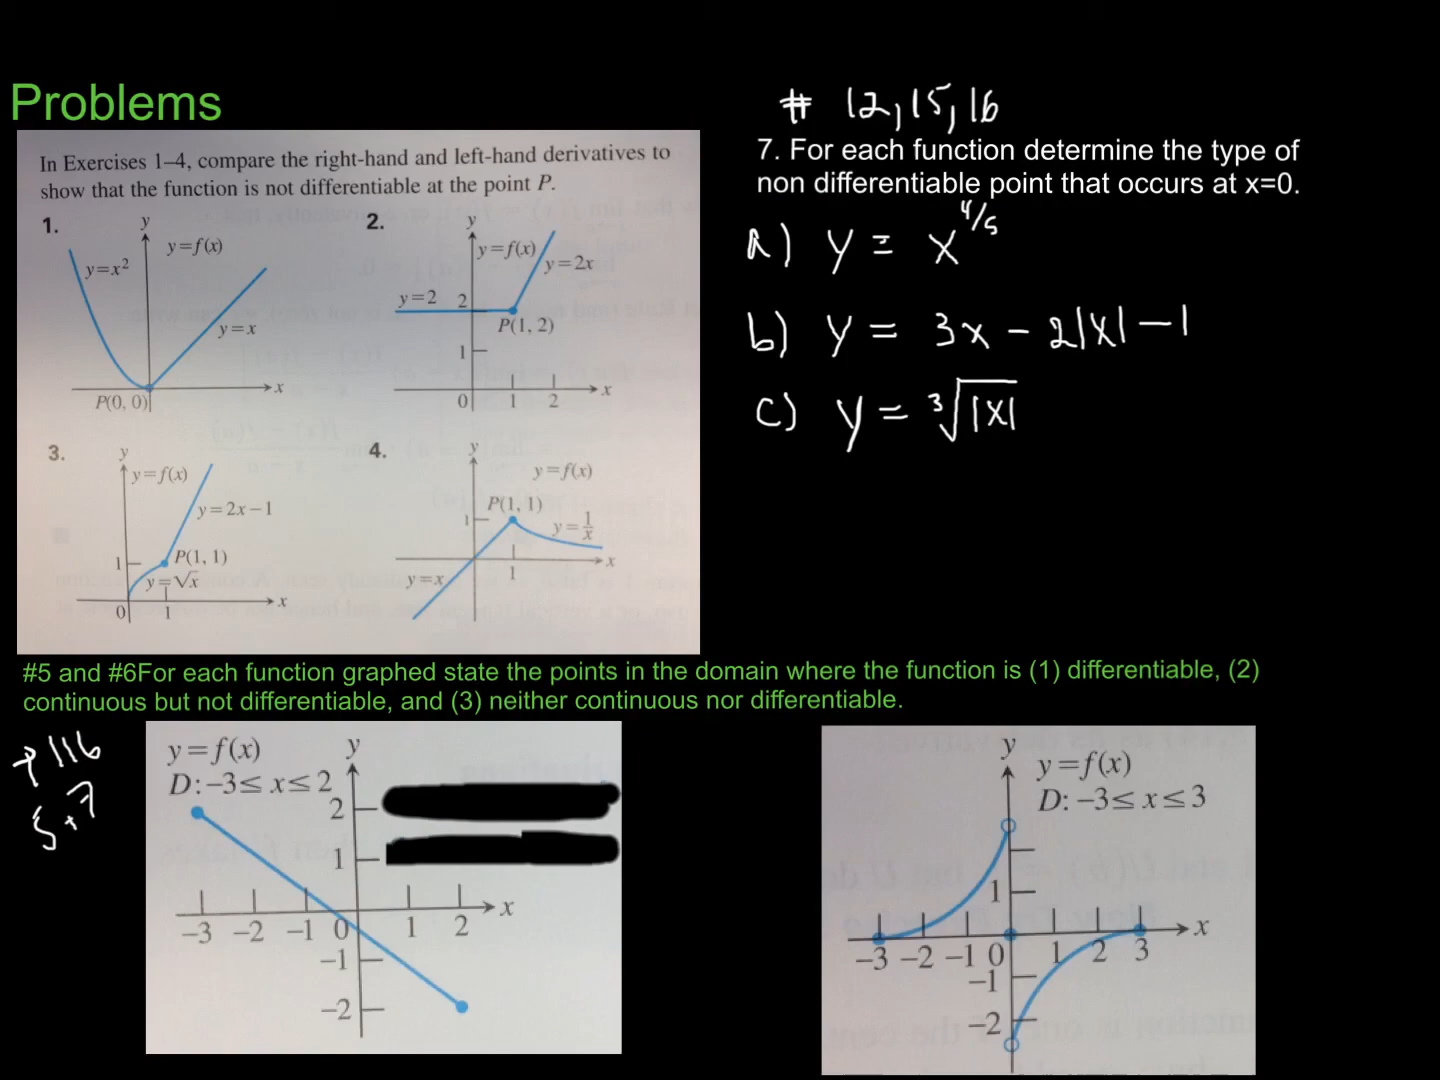 Problems
In Exercises 1–4, compare the right-hand and left-hand derivatives to
show that the function is not differentiable at the point P.
1.
y
y=f(x)
y=x²
y=x
x
P(0, 0)
2.
y
y=f(x)
y=2x
y=2
2
P(1, 2)
1
0 1 2
x
3.
y
y=f(x)
y=2x−1
1
P(1, 1)
y=√x
0 1
x
4.
y
y=f(x)
P(1, 1)
1
y=1/x
x
y=x
1
# 12, 15, 16
7. For each function determine the type of
non differentiable point that occurs at x=0.
a) y = x^4/5
b) y = 3x − 2|x| − 1
c) y = ³√|x|
#5 and #6For each function graphed state the points in the domain where the function is (1) differentiable, (2)
continuous but not differentiable, and (3) neither continuous nor differentiable.
p 116
5, 7
y=f(x) y
D: −3≤ x≤ 2
2
1
x
−3 −2 −1 0 1 2
−1
−2
y
y=f(x)
D: −3≤ x≤ 3
1
x
−3 −2 −1 0 1 2 3
−1
−2